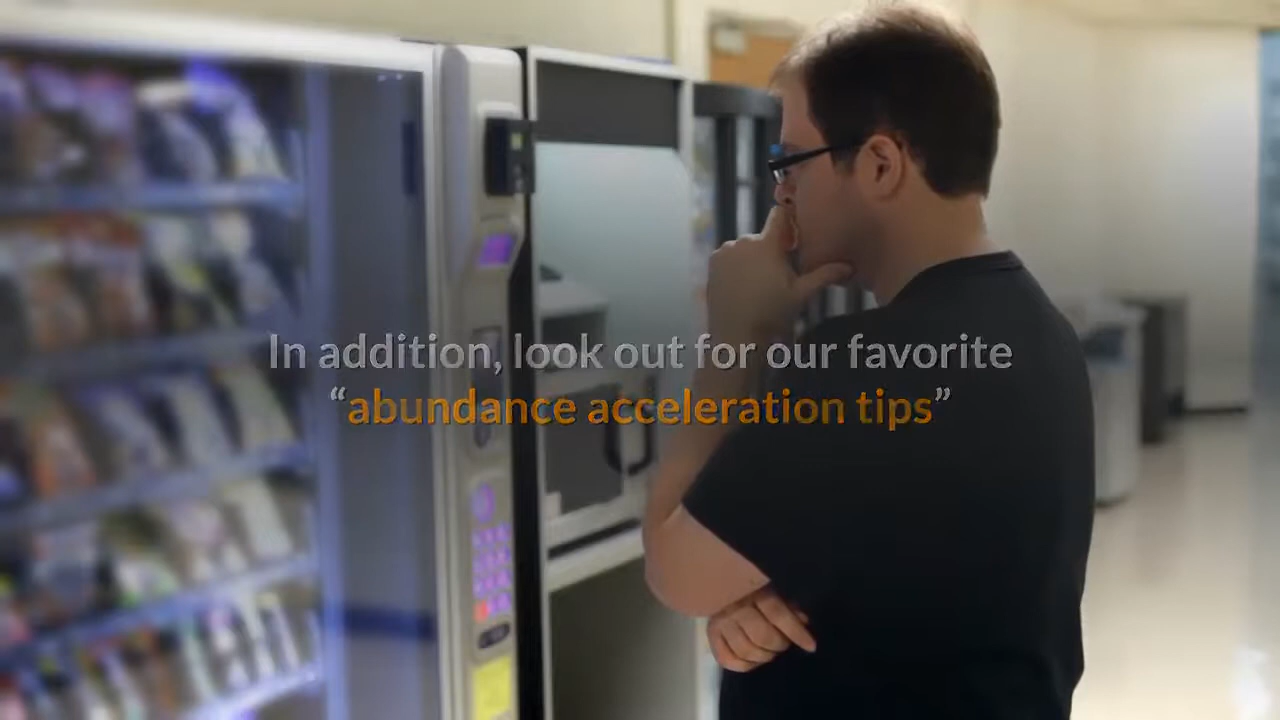 In addition, look out for our favorite
“abundance acceleration tips”